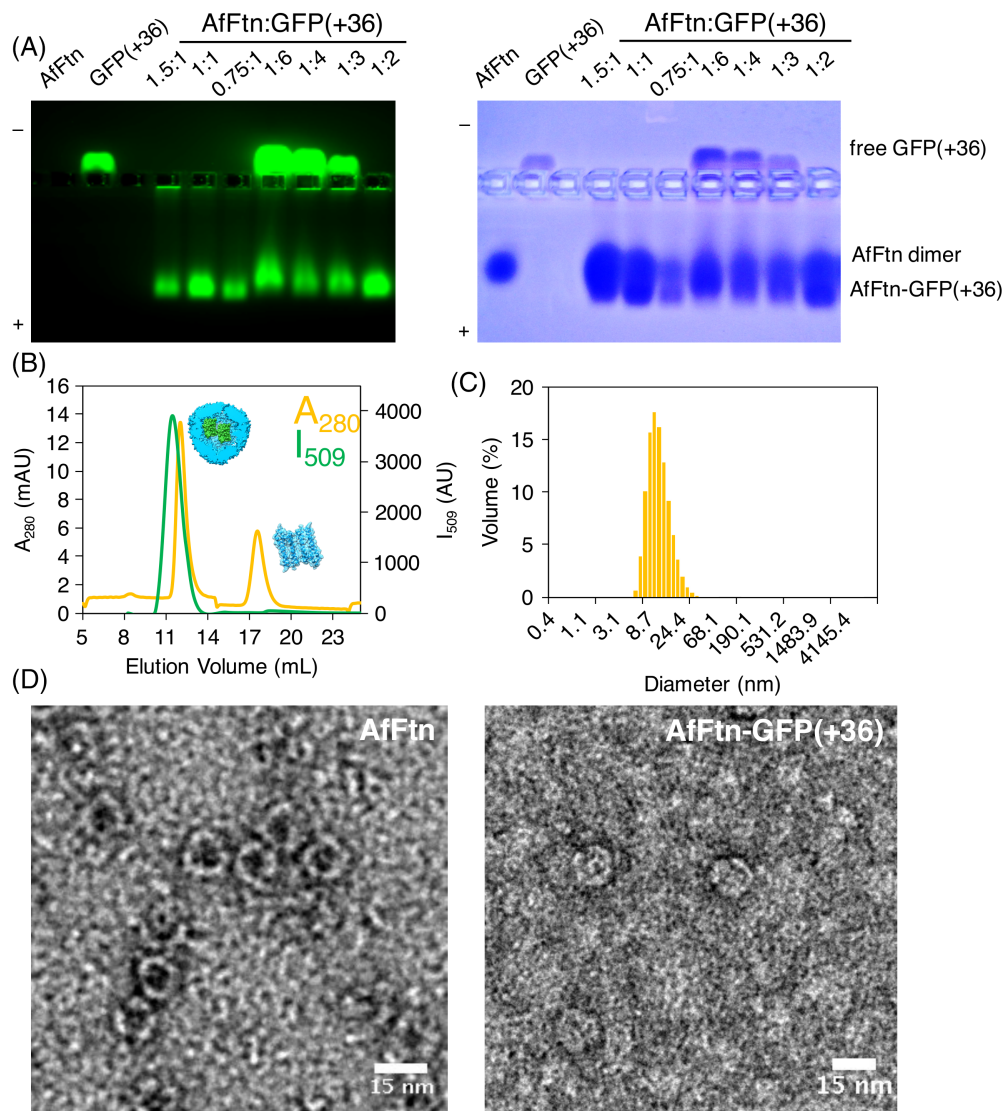 (A)
AfFtn:GFP(+36)
AfFtn
GFP(+36)
1.5:1
1:1
0.75:1
1:6
1:4
1:3
1:2
–
+
AfFtn:GFP(+36)
AfFtn
GFP(+36)
1.5:1
1:1
0.75:1
1:6
1:4
1:3
1:2
–
+
free GFP(+36)
AfFtn dimer
AfFtn-GFP(+36)
(B)
16
14
12
10
8
6
4
2
0
A280 (mAU)
A280
I509
4000
3000
2000
1000
0
I509 (AU)
5
8
11
14
17
20
23
Elution Volume (mL)
(C)
20
15
10
5
0
Volume (%)
0.4
1.1
3.1
8.7
24.4
68.1
190.1
531.2
1483.9
4145.4
Diameter (nm)
(D)
AfFtn
15 nm
AfFtn-GFP(+36)
15 nm